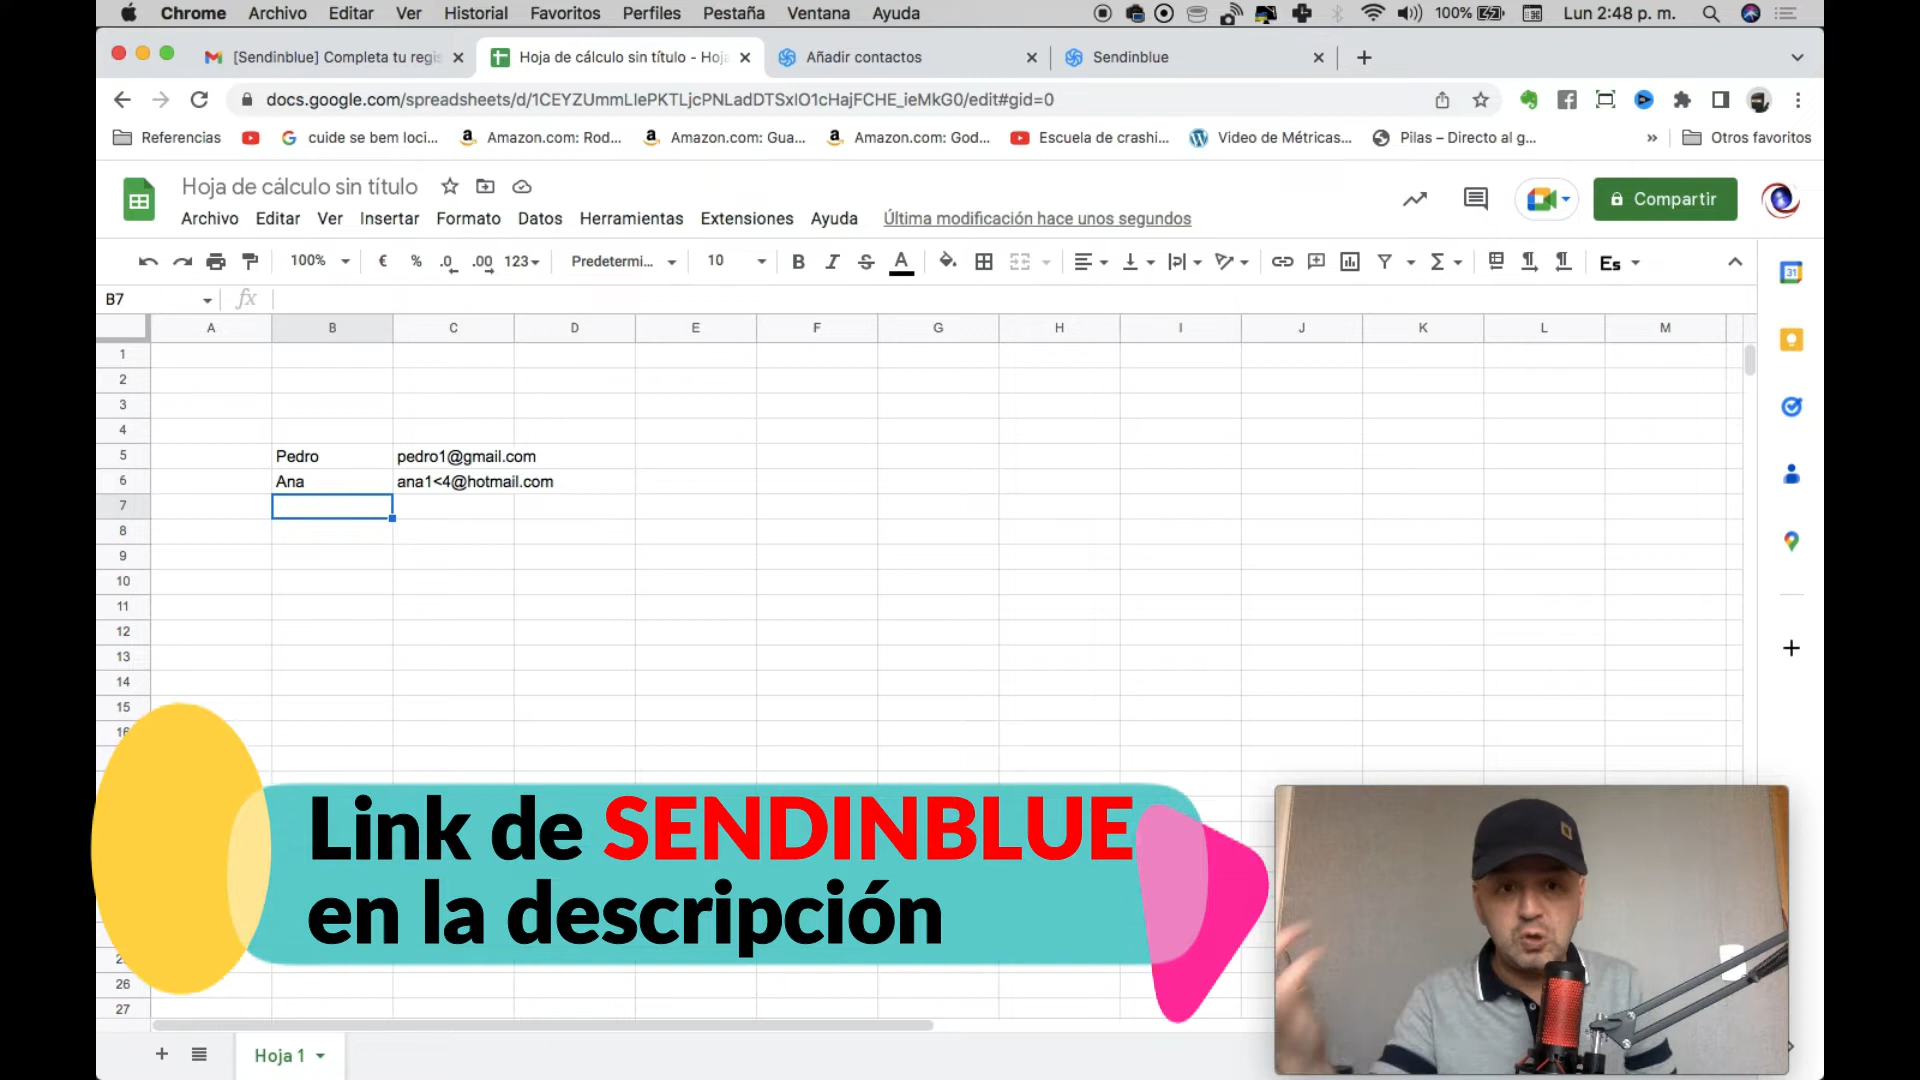 Chrome Archivo Editar Ver Historial Favoritos Perfiles Pestaña Ventana Ayuda 100% Lun 2:48 p. m.
[Sendinblue] Completa tu regis Hoja de cálculo sin título - Hoja Añadir contactos Sendinblue
docs.google.com/spreadsheets/d/1CEYZUmmLlePKTLjcPNLadDTSxlO1cHajFCHE_ieMkG0/edit#gid=0
Referencias cuide se bem loci... Amazon.com: Rod... Amazon.com: Gua... Amazon.com: God... Escuela de crashi... Video de Métricas... Pilas – Directo al g... » Otros favoritos
Hoja de cálculo sin título
Archivo Editar Ver Insertar Formato Datos Herramientas Extensiones Ayuda Última modificación hace unos segundos
Compartir
100% € % .0 .00 123 Predetermi... 10 B I S A Σ Es
B7 fx
A B C D E F G H I J K L M
1
2
3
4
5 Pedro pedro1@gmail.com
6 Ana ana1<4@hotmail.com
7
8
9
10
11
12
13
14
15
16
Link de SENDINBLUE
en la descripción
26
27
Hoja 1